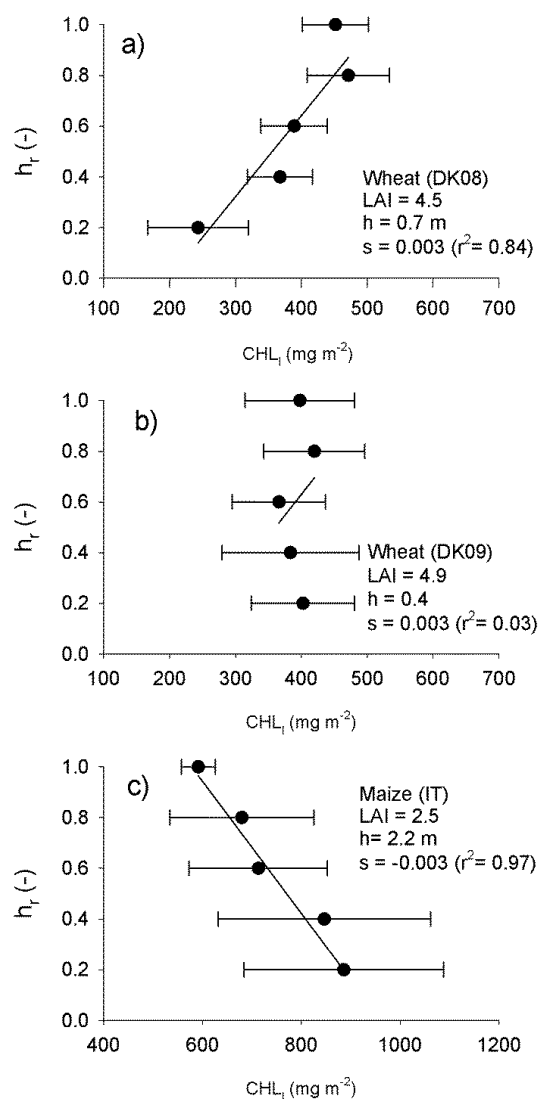 a)
1.0
0.8
0.6
0.4
0.2
0.0
h_r (-)
Wheat (DK08)
LAI = 4.5
h = 0.7 m
s = 0.003 (r²= 0.84)
100 200 300 400 500 600 700
CHL_l (mg m⁻²)
b)
1.0
0.8
0.6
0.4
0.2
0.0
h_r (-)
Wheat (DK09)
LAI = 4.9
h = 0.4
s = 0.003 (r²= 0.03)
100 200 300 400 500 600 700
CHL_l (mg m⁻²)
c)
1.0
0.8
0.6
0.4
0.2
0.0
h_r (-)
Maize (IT)
LAI = 2.5
h= 2.2 m
s = -0.003 (r²= 0.97)
400 600 800 1000 1200
CHL_l (mg m⁻²)